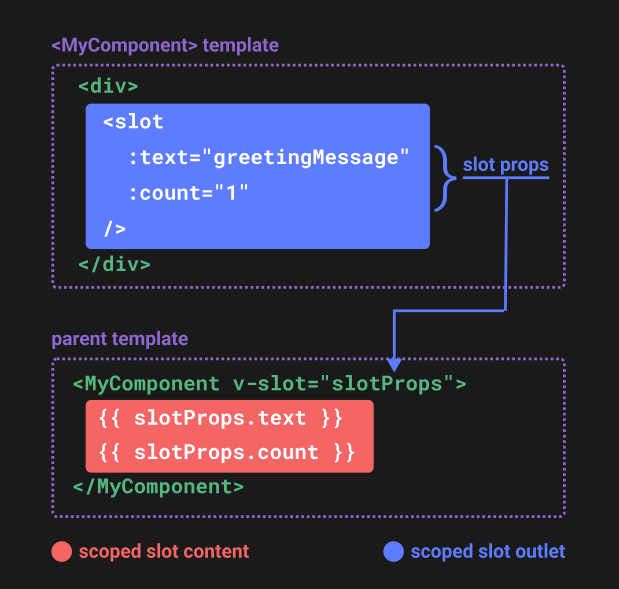 <MyComponent> template
<div>
<slot
:text="greetingMessage"
:count="1"
/>
slot props
</div>
parent template
<MyComponent v-slot="slotProps">
{{ slotProps.text }}
{{ slotProps.count }}
</MyComponent>
scoped slot content
scoped slot outlet